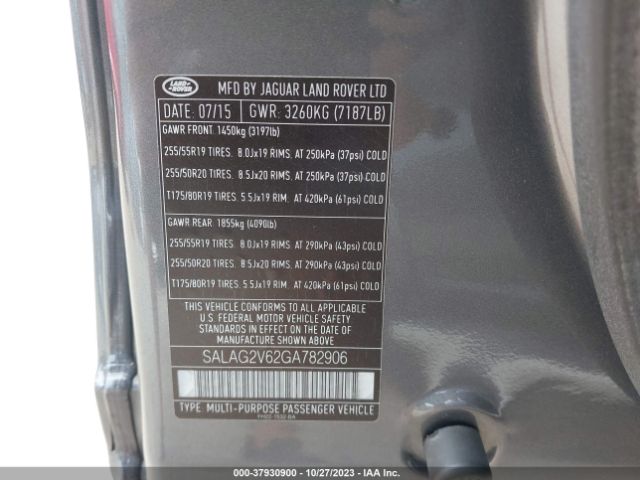 LAND-
ROVER
MFD BY JAGUAR LAND ROVER LTD
DATE: 07/15 GWR: 3260KG (7187LB)
GAWR FRONT: 1450kg (3197lb)
255/55R19 TIRES. 8.0Jx19 RIMS. AT 250kPa (37psi) COLD
255/50R20 TIRES. 8.5Jx20 RIMS. AT 250kPa (37psi) COLD
T175/80R19 TIRES. 5.5Jx19 RIMS. AT 420kPa (61psi) COLD
GAWR REAR: 1855kg (4090lb)
255/55R19 TIRES. 8.0Jx19 RIMS. AT 290kPa (43psi) COLD
255/50R20 TIRES. 8.5Jx20 RIMS. AT 290kPa (43psi) COLD
T175/80R19 TIRES. 5.5Jx19 RIMS. AT 420kPa (61psi) COLD
THIS VEHICLE CONFORMS TO ALL APPLICABLE
U.S. FEDERAL MOTOR VEHICLE SAFETY
STANDARDS IN EFFECT ON THE DATE OF
MANUFACTURE SHOWN ABOVE.
SALAG2V62GA782906
TYPE: MULTI-PURPOSE PASSENGER VEHICLE
000-37930900 - 10/27/2023 - IAA Inc.